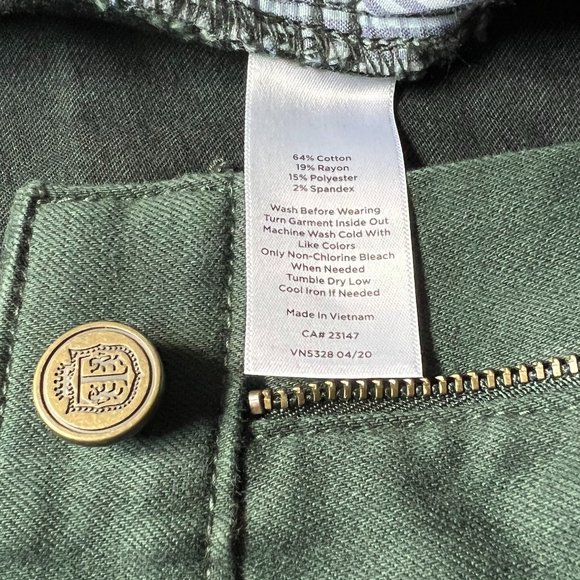 64% Cotton
19% Rayon
15% Polyester
2% Spandex
Wash Before Wearing
Turn Garment Inside Out
Machine Wash Cold With
Like Colors
Only Non-Chlorine Bleach
When Needed
Tumble Dry Low
Cool Iron If Needed
Made In Vietnam
CA# 23147
VN5328 04/20